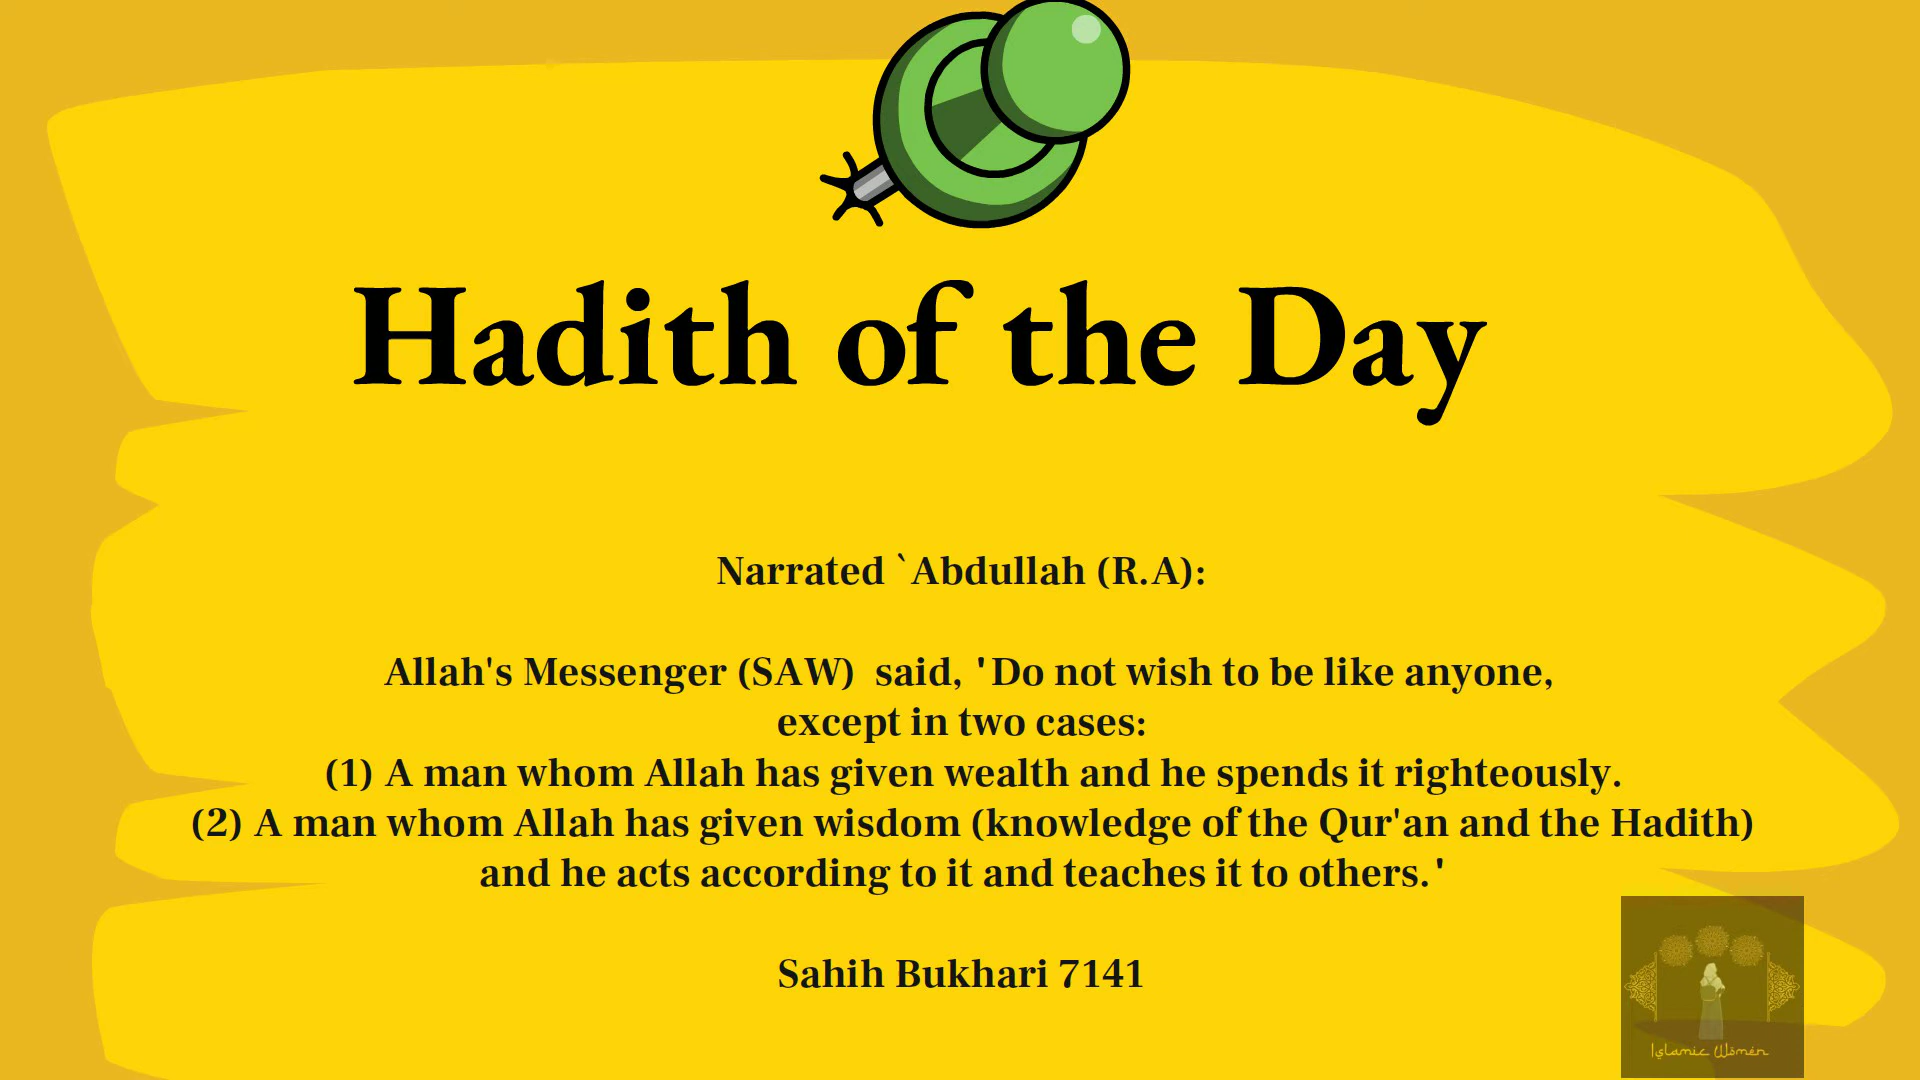 Hadith of the Day
Narrated `Abdullah (R.A):
Allah's Messenger (SAW)  said, 'Do not wish to be like anyone,
except in two cases:
(1) A man whom Allah has given wealth and he spends it righteously.
(2) A man whom Allah has given wisdom (knowledge of the Qur'an and the Hadith)
and he acts according to it and teaches it to others.'
Sahih Bukhari 7141
Islamic Women